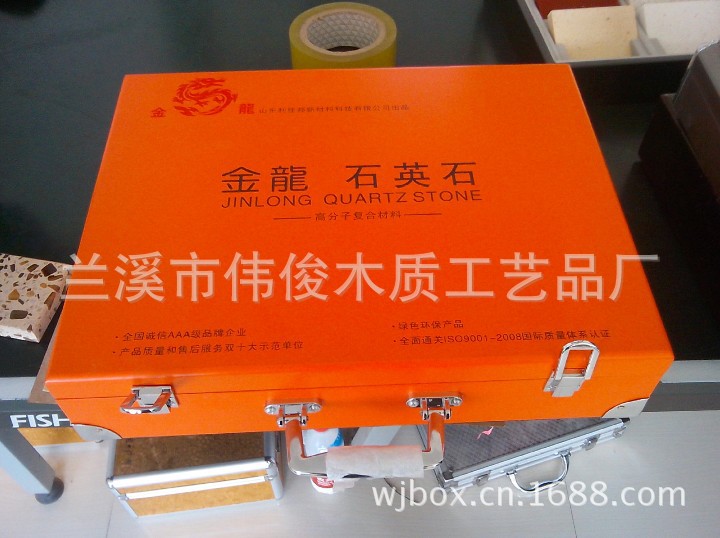 金 龍 山东
金龍 石英石
JINLONG QUARTZ STONE
高分子复合材料
兰溪市伟俊木质工艺品厂
·全国诚信AAA级品牌企业
·绿色环保产品
·产品质量和售后服务双十大示范单位
·全面通关ISO9001-2008国际质量体系认证
FISH
wjbox.cn.1688.com